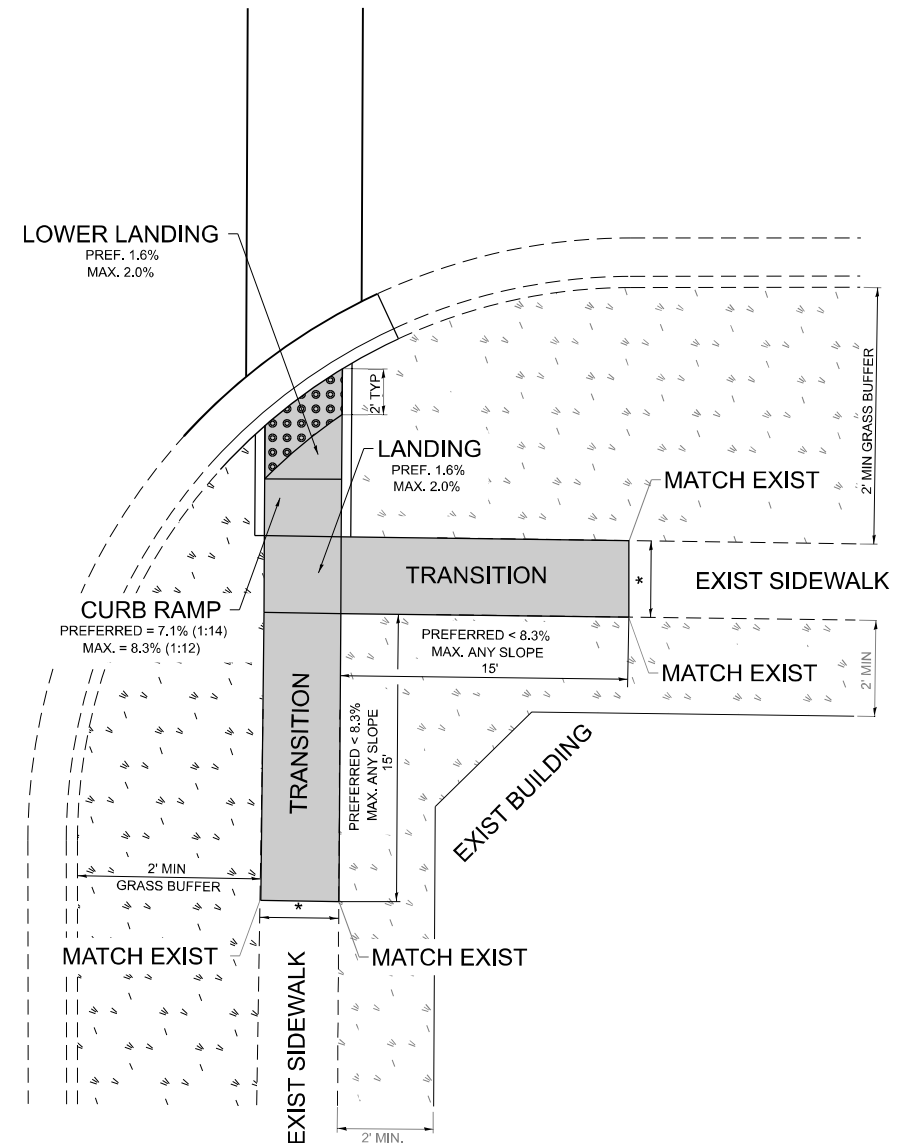 LOWER LANDING
PREF. 1.6%
MAX. 2.0%
2' TYP
2' MIN GRASS BUFFER
LANDING
PREF. 1.6%
MAX. 2.0%
MATCH EXIST
TRANSITION
*
EXIST SIDEWALK
CURB RAMP
PREFERRED = 7.1% (1:14)
MAX. = 8.3% (1:12)
PREFERRED < 8.3%
MAX. ANY SLOPE
15'
MATCH EXIST
2' MIN
TRANSITION
PREFERRED < 8.3%
MAX. ANY SLOPE
15'
EXIST BUILDING
2' MIN
GRASS BUFFER
*
MATCH EXIST
MATCH EXIST
EXIST SIDEWALK
2' MIN.